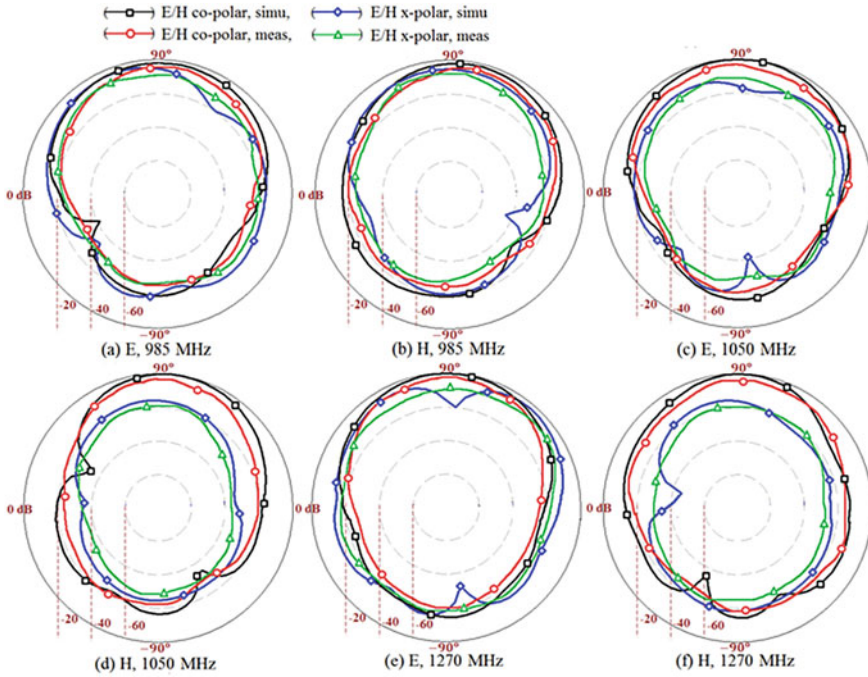 E/H co-polar, simu, E/H x-polar, simu
E/H co-polar, meas, E/H x-polar, meas
90° 90° 90°
0 dB 0 dB 0 dB
-20 -40 -60 -20 -40 -60 -20 -40 -60
−90° −90° −90°
(a) E, 985 MHz (b) H, 985 MHz (c) E, 1050 MHz
90° 90° 90°
0 dB 0 dB 0 dB
-20 -40 -60 -20 -40 -60 -20 -40 -60
−90° −90° −90°
(d) H, 1050 MHz (e) E, 1270 MHz (f) H, 1270 MHz